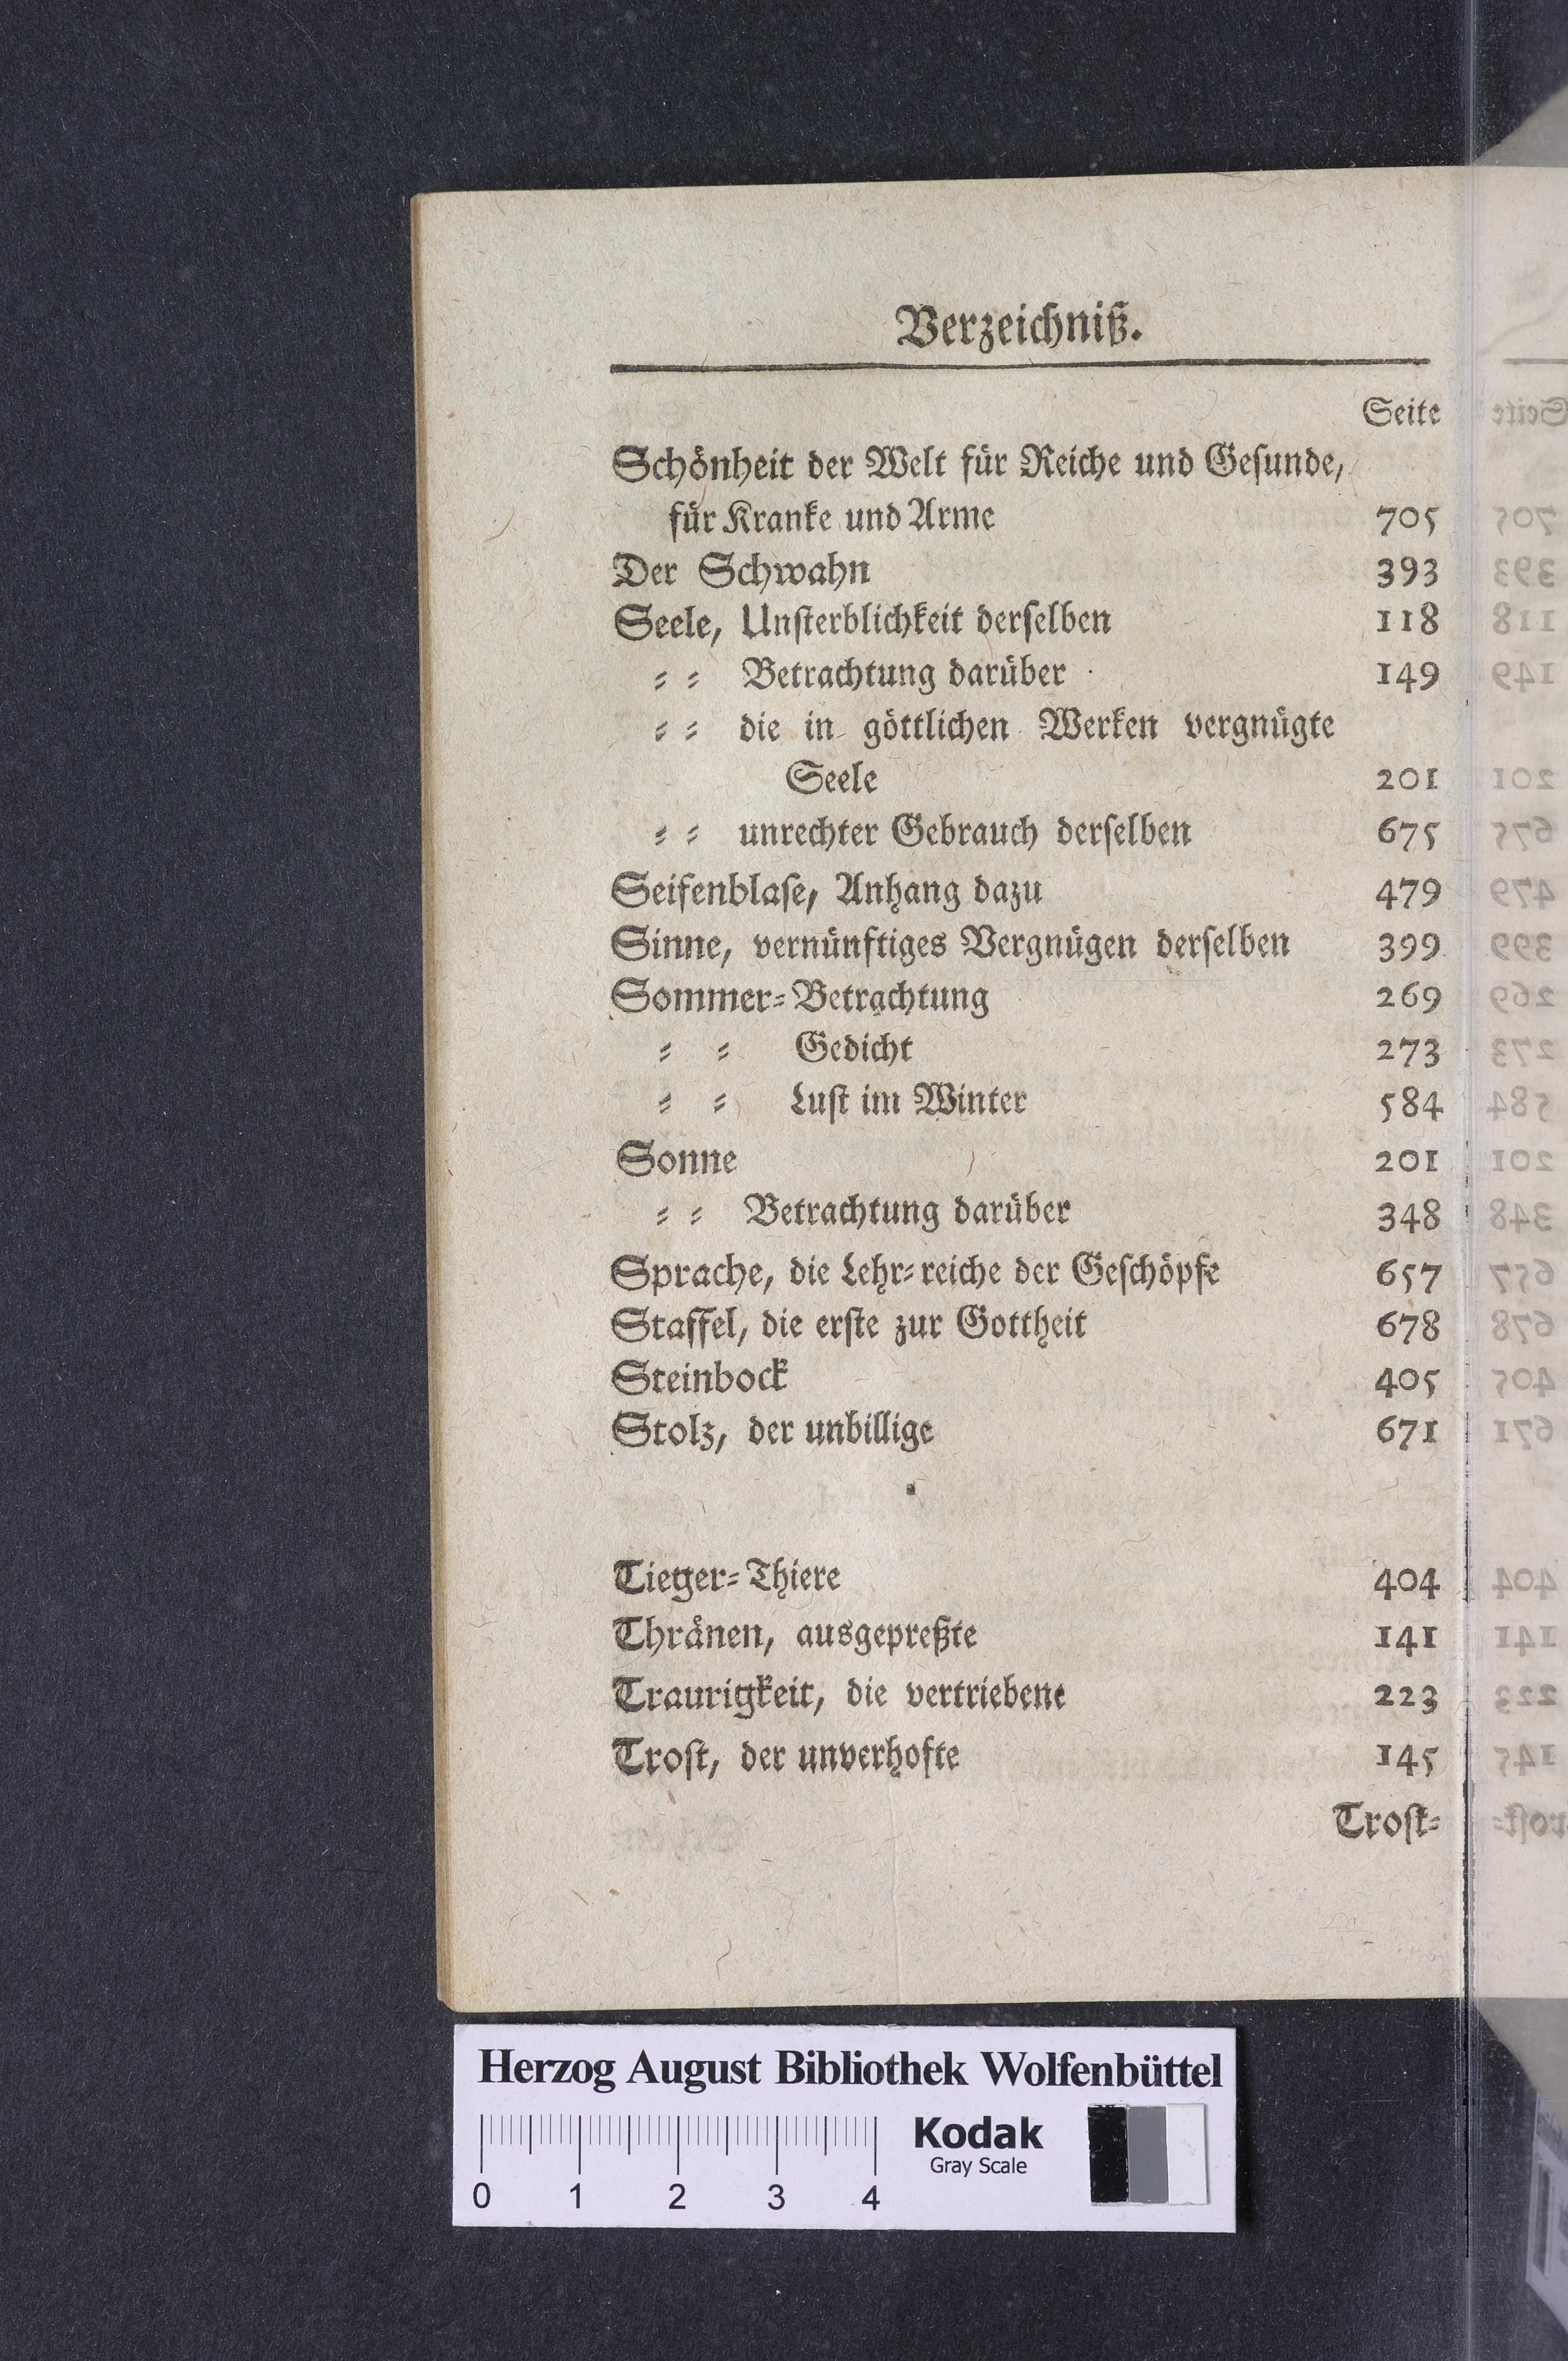 Verzeichniß.
Seite
Schönheit der Welt für Reiche und Gesunde,
für Kranke und Arme 705
Der Schwahn 393
Seele, Unsterblichkeit derselben 118
⸗ ⸗ Betrachtung darüber 149
⸗ ⸗ die in göttlichen Werken vergnügte
Seele 201
⸗ ⸗ unrechter Gebrauch derselben 675
Seifenblase, Anhang dazu 479
Sinne, vernünftiges Vergnügen derselben 399
Sommer⸗Betrachtung 269
⸗ ⸗ Gedicht 273
⸗ ⸗ Lust im Winter 584
Sonne 201
⸗ ⸗ Betrachtung darüber 348
Sprache, die Lehr⸗reiche der Geschöpfe 657
Staffel, die erste zur Gottheit 678
Steinbock 405
Stolz, der unbillige 671
Tieger⸗Thiere 404
Thränen, ausgepreßte 141
Traurigkeit, die vertriebene 223
Trost, der unverhofte 145
Trost⸗
Herzog August Bibliothek Wolfenbüttel
Kodak
Gray Scale
0 1 2 3 4